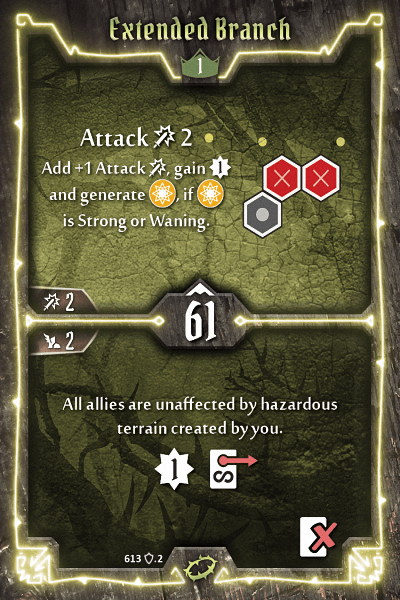 Extended Branch
1
Attack 2
Add +1 Attack , gain 1
and generate , if
is Strong or Waning.
2
61
2
All allies are unaffected by hazardous
terrain created by you.
1 S
613 .2